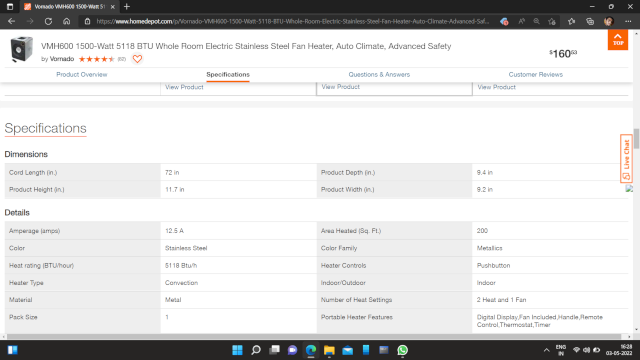 Vornado VMH600 1500-Watt 51
https://www.homedepot.com/p/Vornado-VMH600-1500-Watt-5118-BTU-Whole-Room-Electric-Stainless-Steel-Fan-Heater-Auto-Climate-Advanced-Saf...
VMH600 1500-Watt 5118 BTU Whole Room Electric Stainless Steel Fan Heater, Auto Climate, Advanced Safety
by Vornado (62)
$160 63
TOP
Product Overview Specifications Questions & Answers Customer Reviews
View Product View Product View Product
Specifications
Live Chat
Dimensions
Cord Length (in.) 72 in Product Depth (in.) 9.4 in
Product Height (in.) 11.7 in Product Width (in.) 9.2 in
Details
Amperage (amps) 12.5 A Area Heated (Sq. Ft.) 200
Color Stainless Steel Color Family Metallics
Heat rating (BTU/hour) 5118 Btu/h Heater Controls Pushbutton
Heater Type Convection Indoor/Outdoor Indoor
Material Metal Number of Heat Settings 2 Heat and 1 Fan
Pack Size 1 Portable Heater Features Digital Display,Fan Included,Handle,Remote
Control,Thermostat,Timer
ENG
IN
16:28
03-05-2022